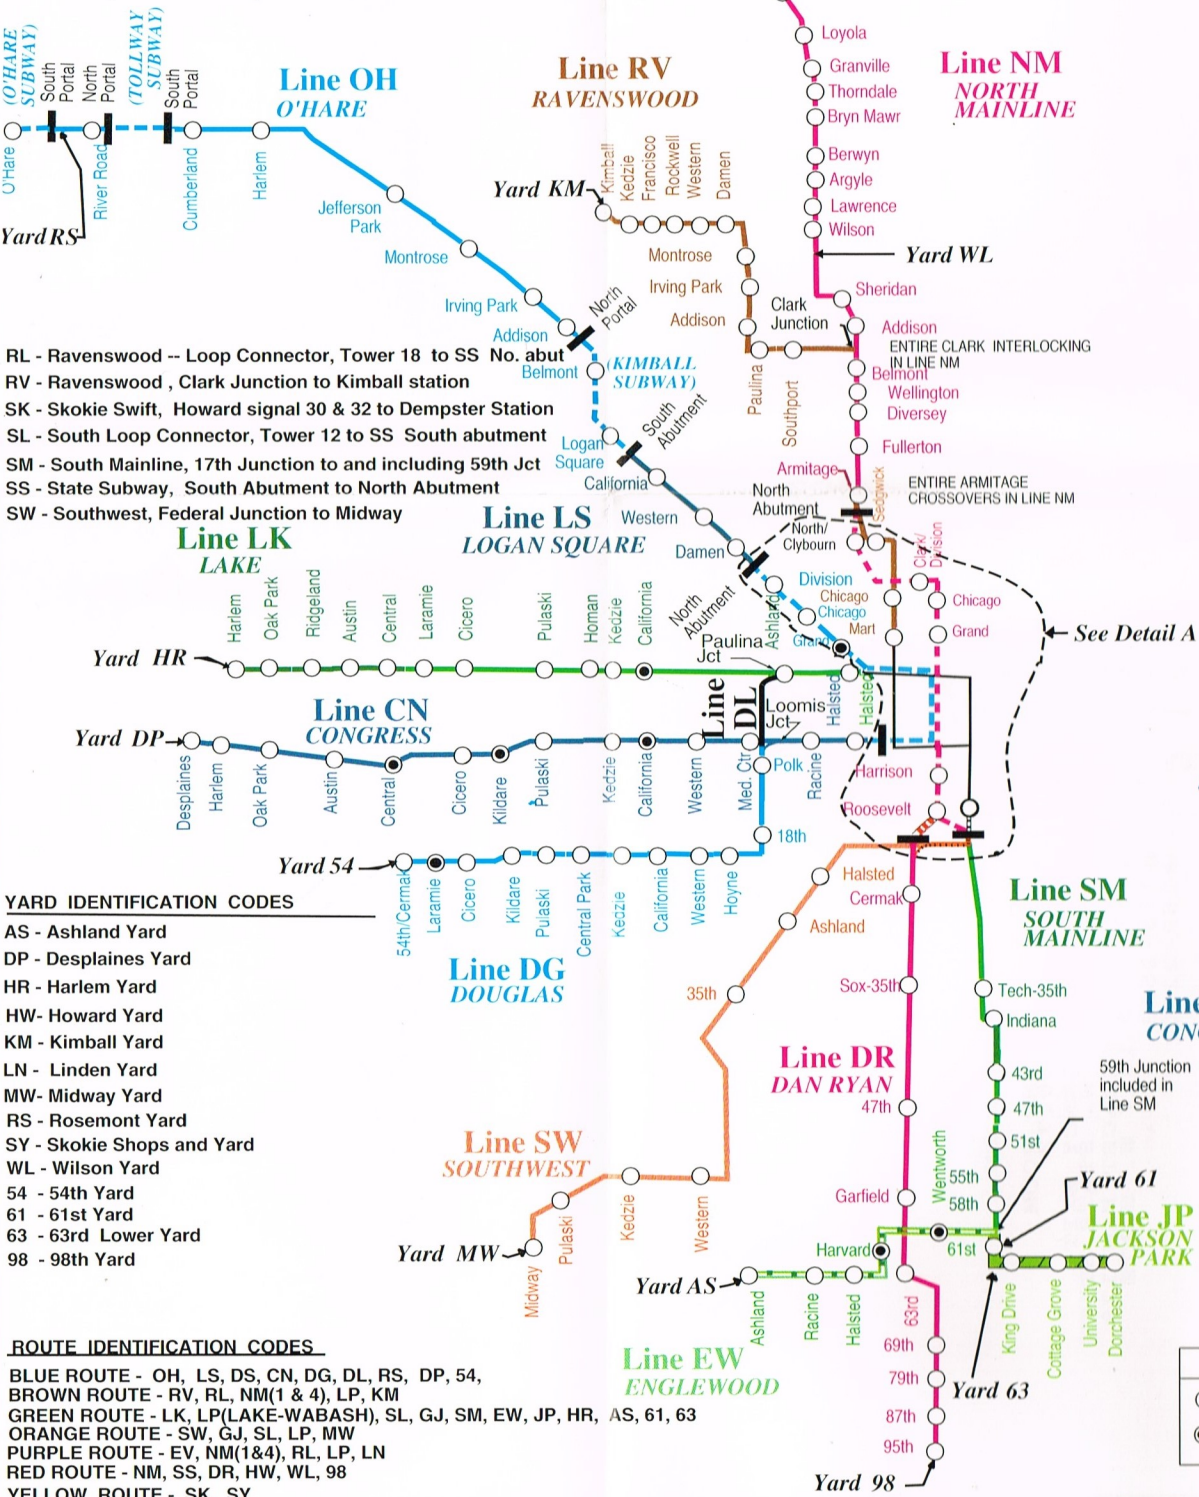 (O'HARE
SUBWAY)
South
Portal
North
Portal
(TOLLWAY
SUBWAY)
South
Portal
Line OH
O'HARE
O'Hare
River Road
Cumberland
Harlem
Yard RS
Jefferson
Park
Montrose
Irving Park
Addison
North
Portal
Belmont
(KIMBALL
SUBWAY)
Logan
Square
South
Abutment
California
Western
Damen
Line LS
LOGAN SQUARE
North
Abutment
Division
Chicago
Grand
Line RV
RAVENSWOOD
Yard KM
Kimball
Kedzie
Francisco
Rockwell
Western
Damen
Montrose
Irving Park
Addison
Paulina
Southport
Clark
Junction
Line NM
NORTH
MAINLINE
Loyola
Granville
Thorndale
Bryn Mawr
Berwyn
Argyle
Lawrence
Wilson
Yard WL
Sheridan
Addison
ENTIRE CLARK INTERLOCKING
IN LINE NM
Belmont
Wellington
Diversey
Fullerton
Armitage
Sedgwick
ENTIRE ARMITAGE
CROSSOVERS IN LINE NM
North
Abutment
North/
Clybourn
Clark/
Division
Chicago
Mart
Chicago
Grand
See Detail A
Harrison
Roosevelt
RL - Ravenswood -- Loop Connector, Tower 18 to SS No. abut
RV - Ravenswood , Clark Junction to Kimball station
SK - Skokie Swift, Howard signal 30 & 32 to Dempster Station
SL - South Loop Connector, Tower 12 to SS South abutment
SM - South Mainline, 17th Junction to and including 59th Jct
SS - State Subway, South Abutment to North Abutment
SW - Southwest, Federal Junction to Midway
Line LK
LAKE
Harlem
Oak Park
Ridgeland
Austin
Central
Laramie
Cicero
Pulaski
Homan
Kedzie
California
Ashland
Paulina
Jct
Halsted
Halsted
Yard HR
Line
DL
Loomis
Jct
Line CN
CONGRESS
Yard DP
Desplaines
Harlem
Oak Park
Austin
Central
Cicero
Kildare
Pulaski
Kedzie
California
Western
Med. Ctr
Racine
Polk
18th
Yard 54
54th/Cermak
Laramie
Cicero
Kildare
Pulaski
Central Park
Kedzie
California
Western
Hoyne
Line DG
DOUGLAS
Halsted
Ashland
35th
Line SW
SOUTHWEST
Western
Kedzie
Pulaski
Midway
Yard MW
Cermak
Sox-35th
Line DR
DAN RYAN
47th
Garfield
63rd
69th
79th
87th
95th
Yard 98
Line SM
SOUTH
MAINLINE
Tech-35th
Indiana
43rd
47th
51st
55th
58th
61st
59th Junction
included in
Line SM
Line
CON
Yard 61
Line JP
JACKSON
PARK
King Drive
Cottage Grove
University
Dorchester
Yard 63
Wentworth
Harvard
Yard AS
Ashland
Racine
Halsted
Line EW
ENGLEWOOD
YARD IDENTIFICATION CODES
AS - Ashland Yard
DP - Desplaines Yard
HR - Harlem Yard
HW- Howard Yard
KM - Kimball Yard
LN - Linden Yard
MW- Midway Yard
RS - Rosemont Yard
SY - Skokie Shops and Yard
WL - Wilson Yard
54 - 54th Yard
61 - 61st Yard
63 - 63rd Lower Yard
98 - 98th Yard
ROUTE IDENTIFICATION CODES
BLUE ROUTE - OH, LS, DS, CN, DG, DL, RS, DP, 54,
BROWN ROUTE - RV, RL, NM(1 & 4), LP, KM
GREEN ROUTE - LK, LP(LAKE-WABASH), SL, GJ, SM, EW, JP, HR, AS, 61, 63
ORANGE ROUTE - SW, GJ, SL, LP, MW
PURPLE ROUTE - EV, NM(1&4), RL, LP, LN
RED ROUTE - NM, SS, DR, HW, WL, 98
YELLOW ROUTE - SK, SY